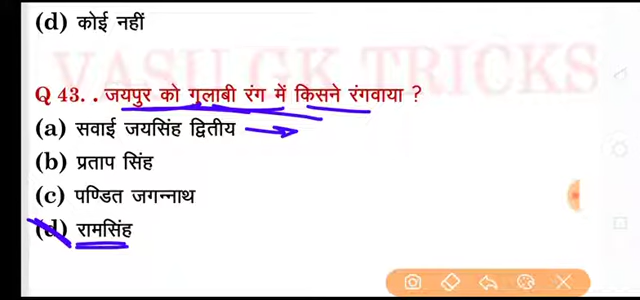 (d) कोई नहीं
VASU GK TRICKS
Q 43. . जयपुर को गुलाबी रंग में किसने रंगवाया ?
(a) सवाई जयसिंह द्वितीय
(b) प्रताप सिंह
(c) पण्डित जगन्नाथ
(d) रामसिंह